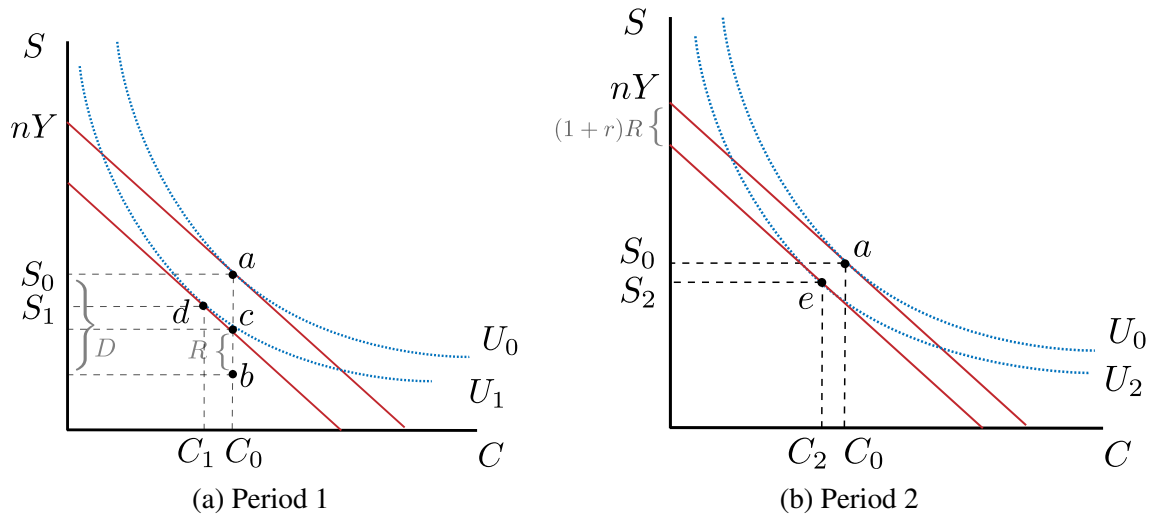 S
nY
S₀
S₁
D
R
a
d
c
b
U₀
U₁
C₁ C₀
C
(a) Period 1
S
nY
(1 + r)R
S₀
S₂
a
e
U₀
U₂
C₂ C₀
C
(b) Period 2